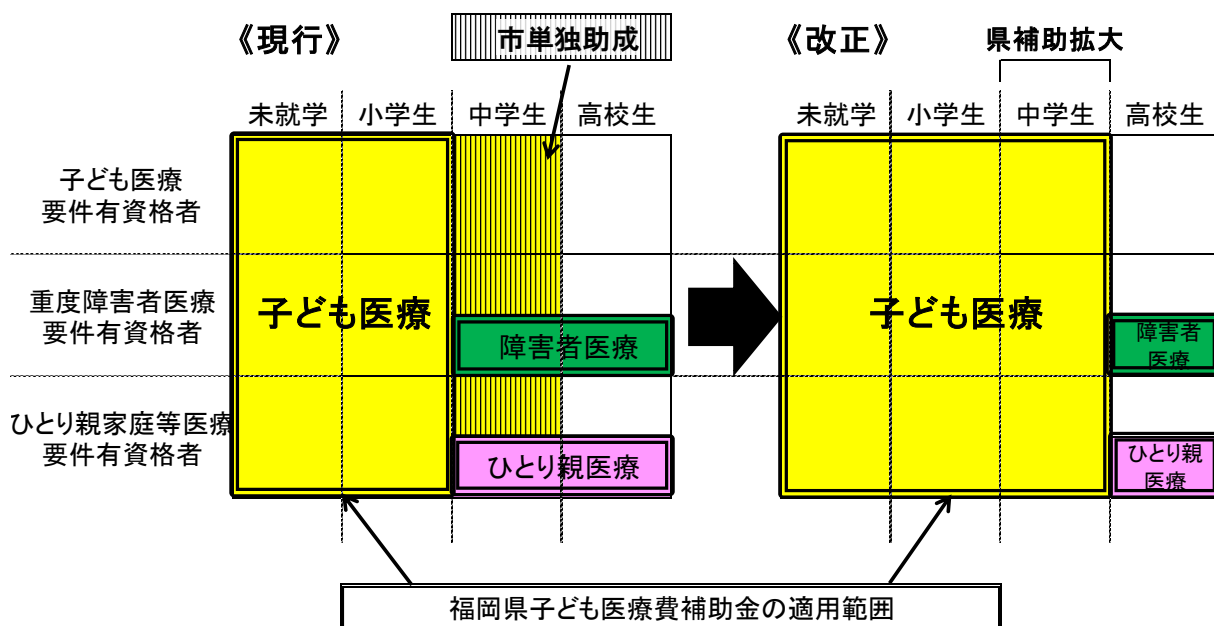 《現行》
市単独助成
《改正》
県補助拡大
未就学
小学生
中学生
高校生
未就学
小学生
中学生
高校生
子ども医療
要件有資格者
重度障害者医療
要件有資格者
子ども医療
障害者医療
子ども医療
障害者
医療
ひとり親家庭等医療
要件有資格者
ひとり親医療
ひとり親
医療
福岡県子ども医療費補助金の適用範囲